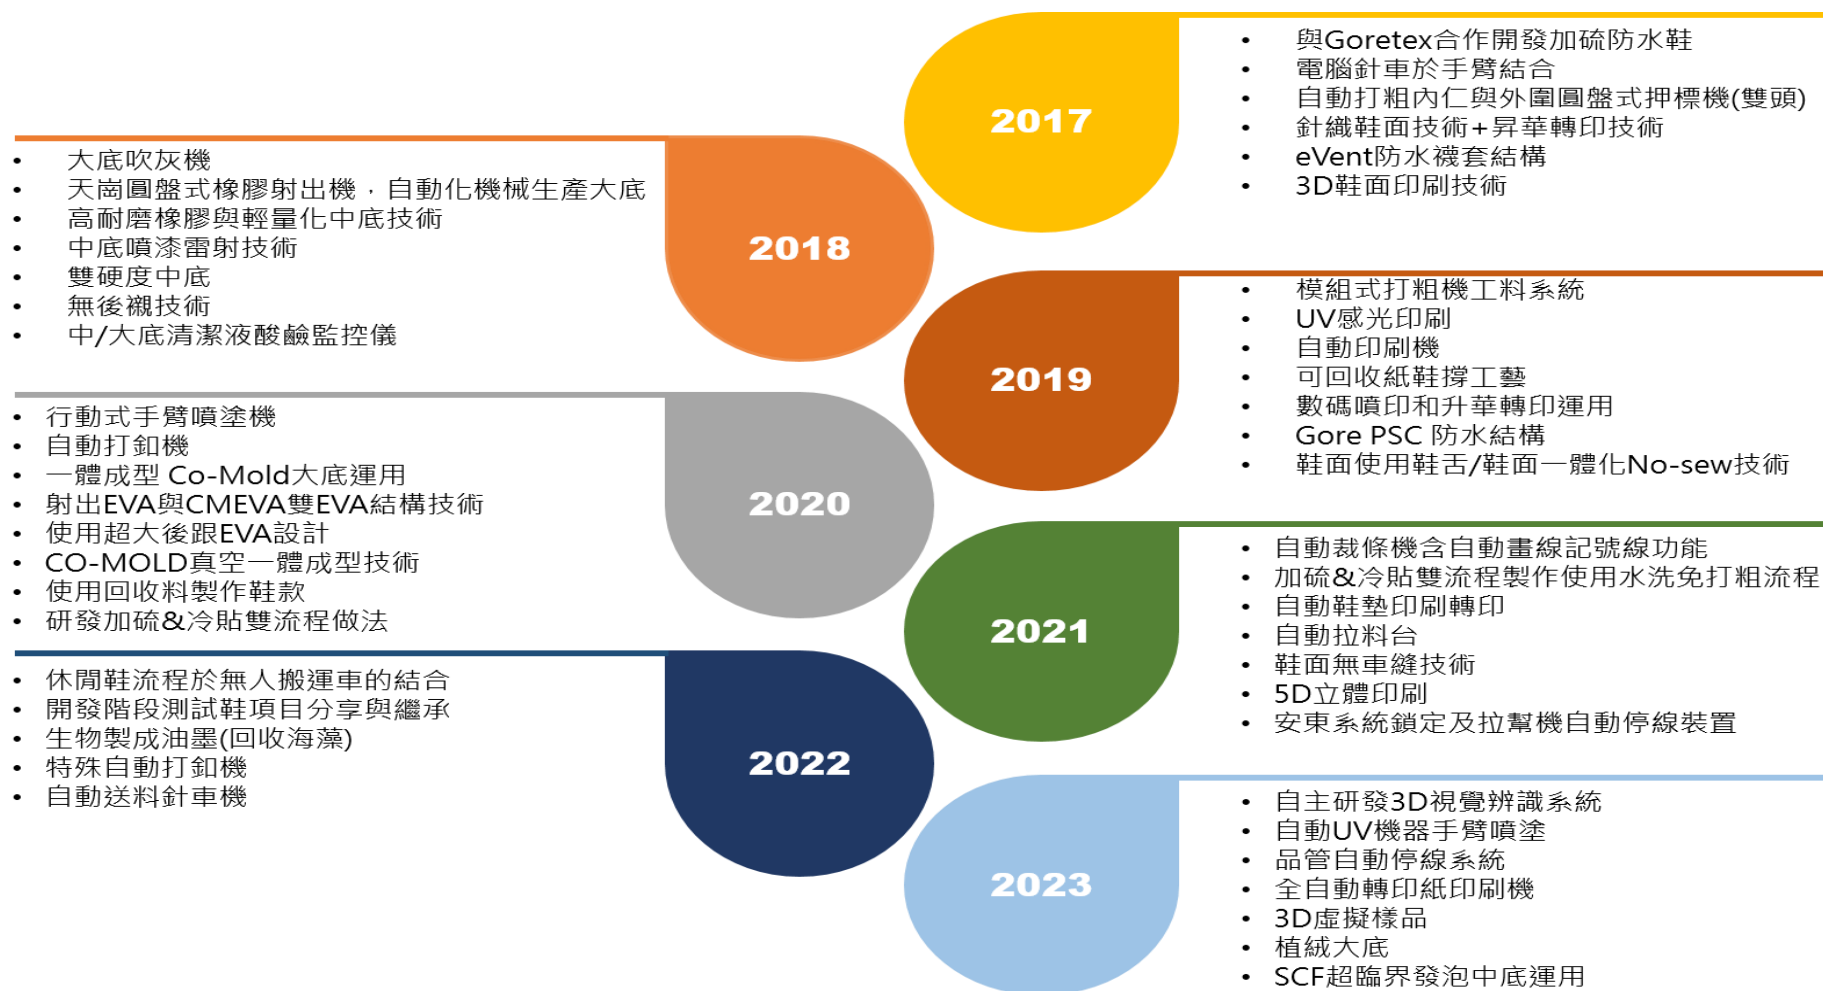 2017
與Goretex合作開發加硫防水鞋
電腦針車於手臂結合
自動打粗內仁與外圍圓盤式押標機(雙頭)
針織鞋面技術+昇華轉印技術
eVent防水襪套結構
3D鞋面印刷技術
2018
大底吹灰機
天崗圓盤式橡膠射出機，自動化機械生產大底
高耐磨橡膠與輕量化中底技術
中底噴漆雷射技術
雙硬度中底
無後襯技術
中/大底清潔液酸鹼監控儀
2019
模組式打粗機工料系統
UV感光印刷
自動印刷機
可回收紙鞋撐工藝
數碼噴印和升華轉印運用
Gore PSC 防水結構
鞋面使用鞋舌/鞋面一體化No-sew技術
2020
行動式手臂噴塗機
自動打釦機
一體成型 Co-Mold大底運用
射出EVA與CMEVA雙EVA結構技術
使用超大後跟EVA設計
CO-MOLD真空一體成型技術
使用回收料製作鞋款
研發加硫&冷貼雙流程做法
2021
自動裁條機含自動畫線記號線功能
加硫&冷貼雙流程製作使用水洗免打粗流程
自動鞋墊印刷轉印
自動拉料台
鞋面無車縫技術
5D立體印刷
安東系統鎖定及拉幫機自動停線裝置
2022
休閒鞋流程於無人搬運車的結合
開發階段測試鞋項目分享與繼承
生物製成油墨(回收海藻)
特殊自動打釦機
自動送料針車機
2023
自主研發3D視覺辨識系統
自動UV機器手臂噴塗
品管自動停線系統
全自動轉印紙印刷機
3D虛擬樣品
植絨大底
SCF超臨界發泡中底運用